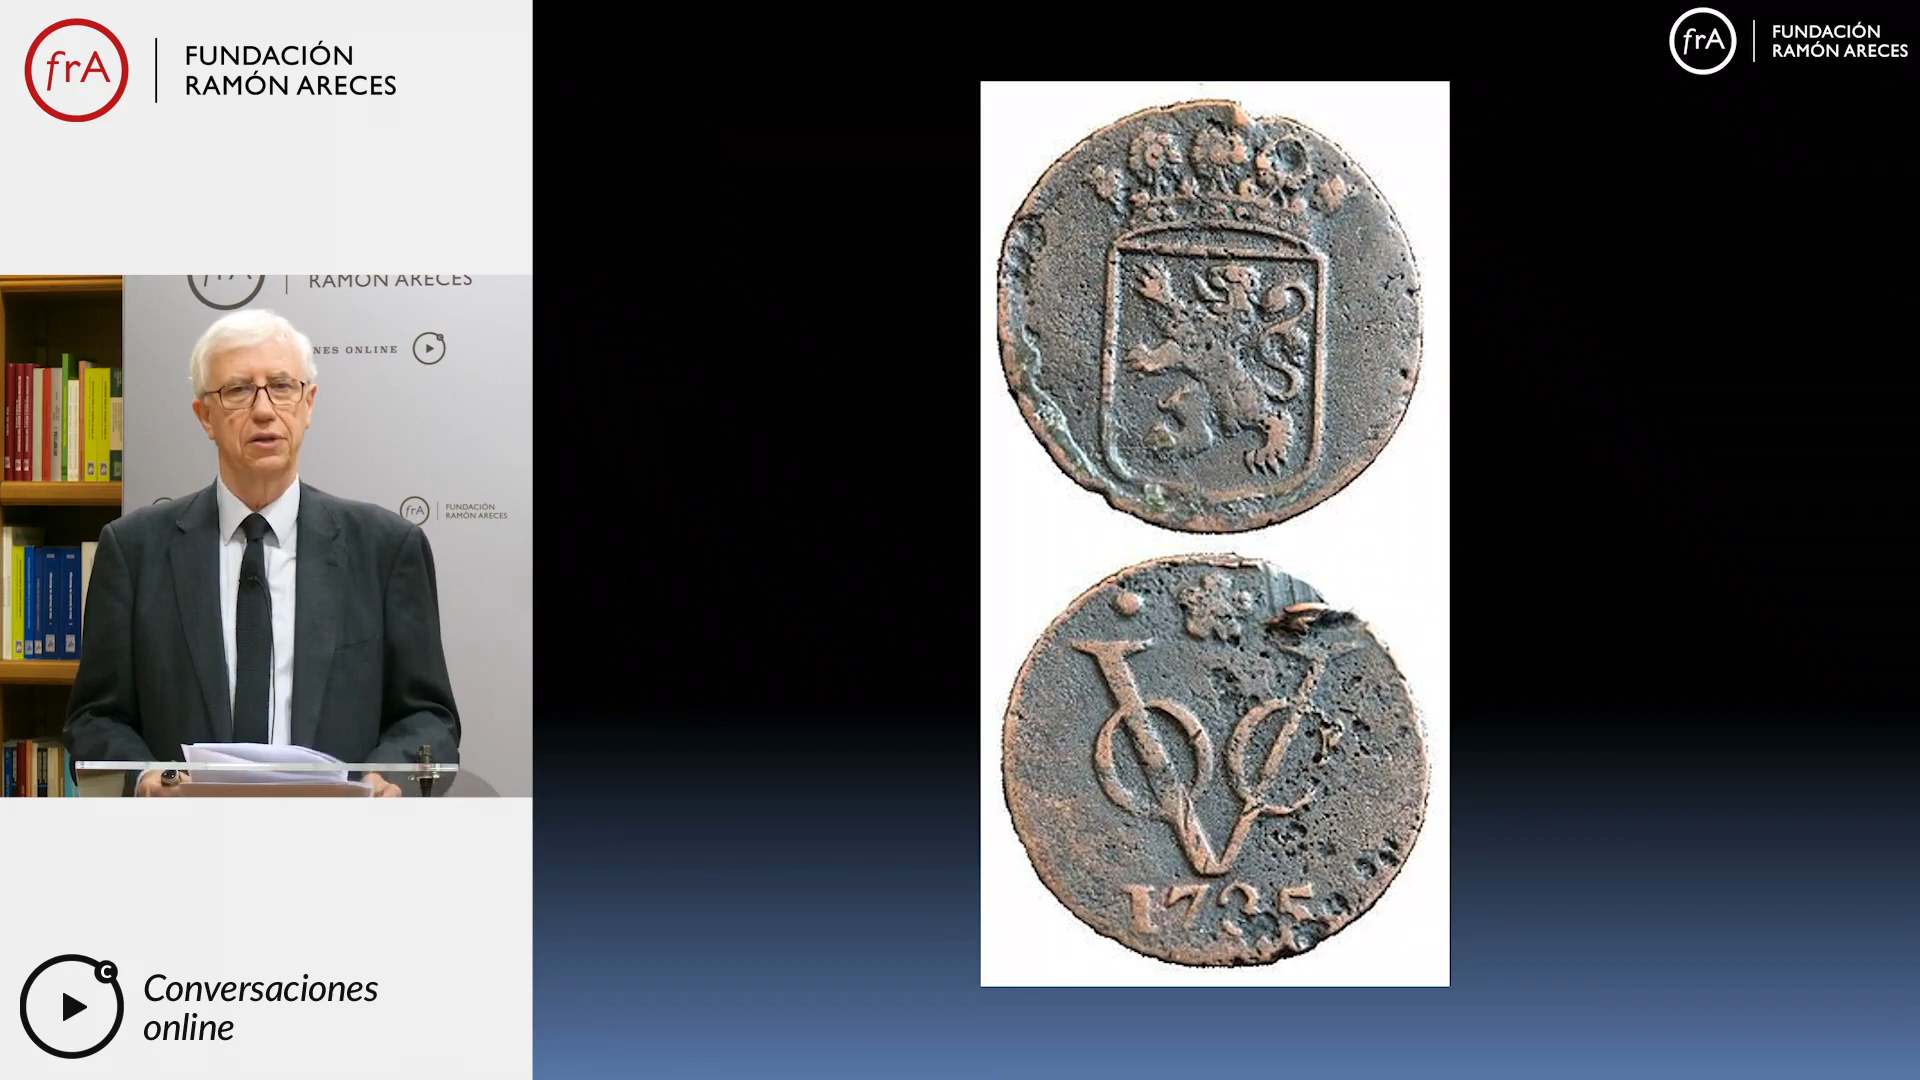 frA
FUNDACIÓN
RAMÓN ARECES
RAMÓN ARECES
NES ONLINE
frA
FUNDACIÓN
RAMÓN ARECES
C
Conversaciones
online
frA
FUNDACIÓN
RAMÓN ARECES
VOC
1735